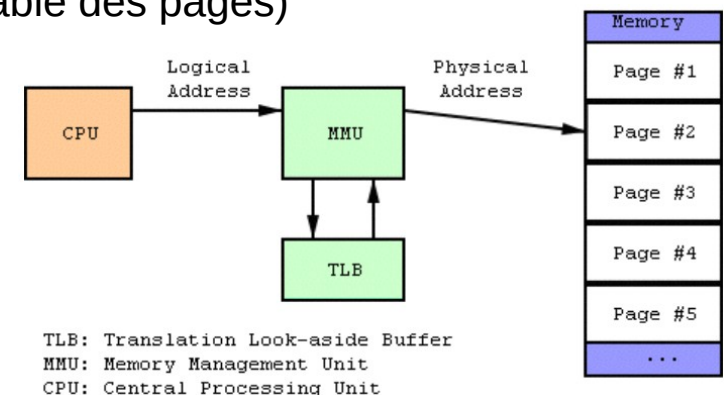 des pages)
Memory
Logical
Address
Physical
Address
CPU
MMU
TLB
Page #1
Page #2
Page #3
Page #4
Page #5
...
TLB: Translation Look-aside Buffer
MMU: Memory Management Unit
CPU: Central Processing Unit